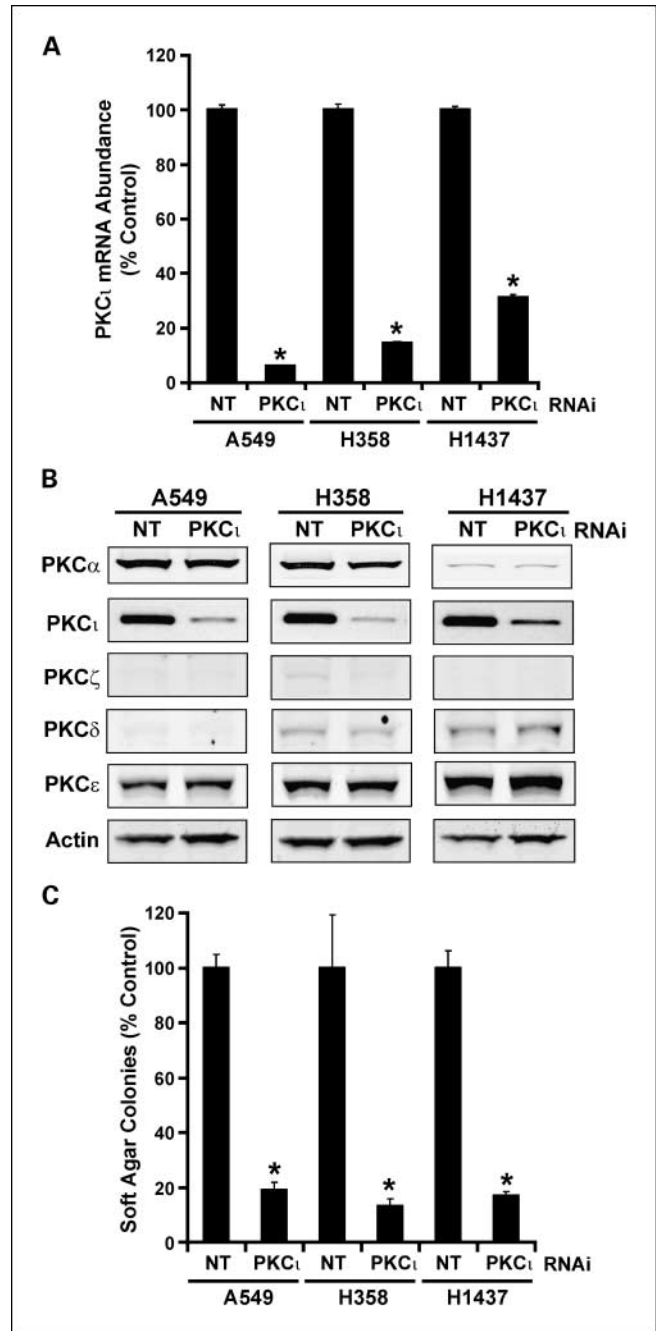 A
PKCι mRNA Abundance
(% Control)
120
100
80
60
40
20
0
*
*
*
NT PKCι NT PKCι NT PKCι RNAi
A549 H358 H1437
B
A549 H358 H1437
NT PKCι NT PKCι NT PKCι RNAi
PKCα
PKCι
PKCζ
PKCδ
PKCε
Actin
C
Soft Agar Colonies (% Control)
120
100
80
60
40
20
0
*
*
*
NT PKCι NT PKCι NT PKCι RNAi
A549 H358 H1437